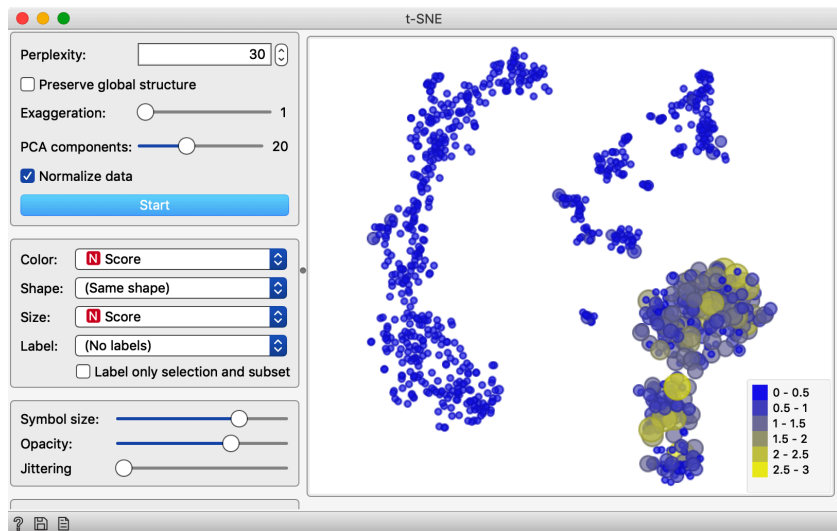 t-SNE
Perplexity: 30
Preserve global structure
Exaggeration: 1
PCA components: 20
Normalize data
Start
Color: N Score
Shape: (Same shape)
Size: N Score
Label: (No labels)
Label only selection and subset
Symbol size:
Opacity:
Jittering
0 - 0.5
0.5 - 1
1 - 1.5
1.5 - 2
2 - 2.5
2.5 - 3
?